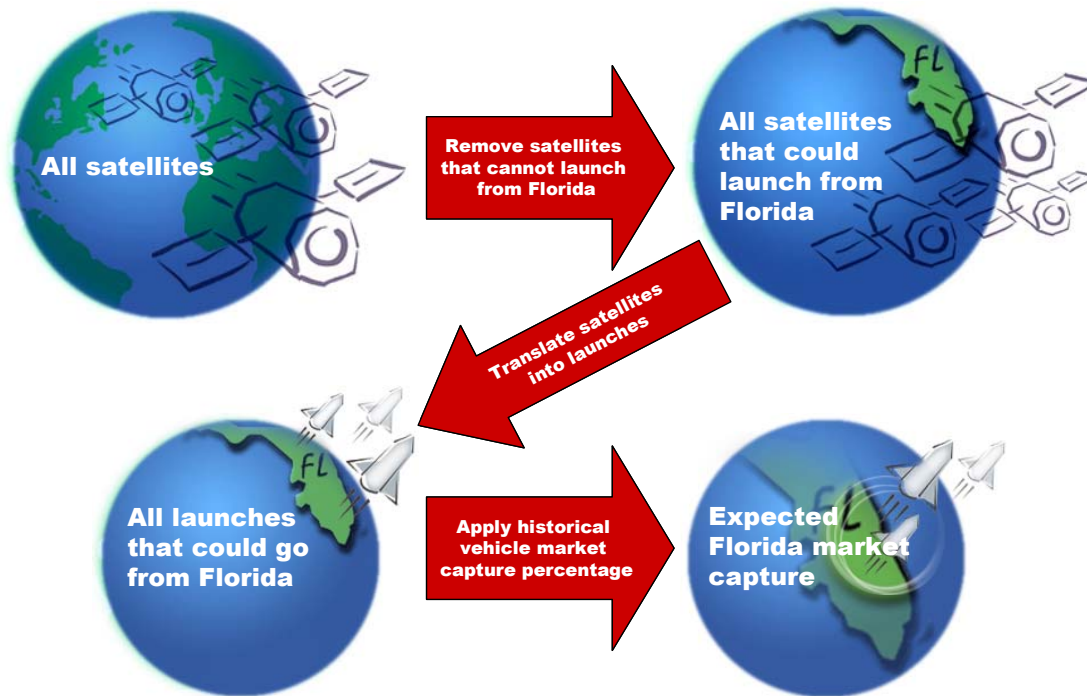 All satellites
Remove satellites
that cannot launch
from Florida
FL
All satellites
that could
launch from
Florida
Translate satellites
into launches
FL
All launches
that could go
from Florida
Apply historical
vehicle market
capture percentage
FL
Expected
Florida market
capture